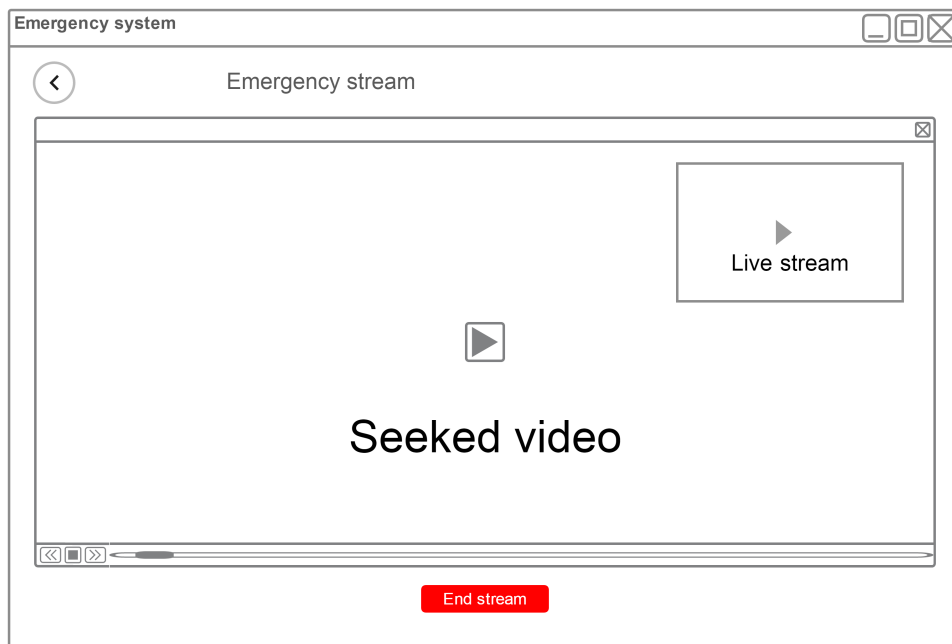 Emergency system
Emergency stream
Live stream
Seeked video
End stream